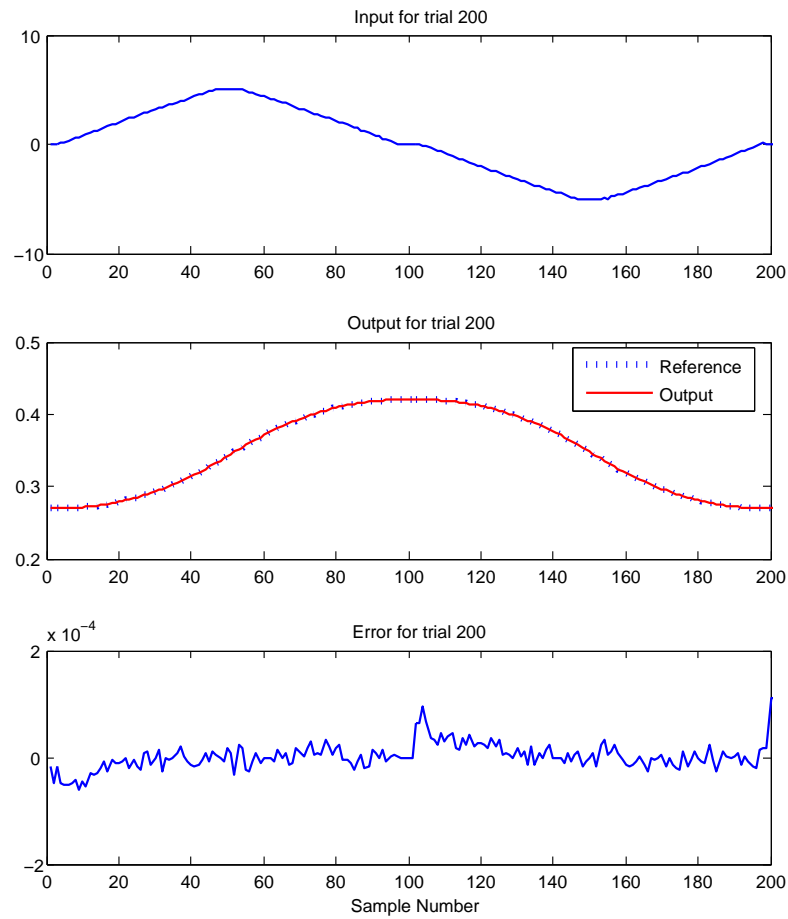 Input for trial 200
10
0
−10
0 20 40 60 80 100 120 140 160 180 200
Output for trial 200
0.5
Reference
Output
0.4
0.3
0.2
0 20 40 60 80 100 120 140 160 180 200
x 10−4
Error for trial 200
2
0
−2
0 20 40 60 80 100 120 140 160 180 200
Sample Number